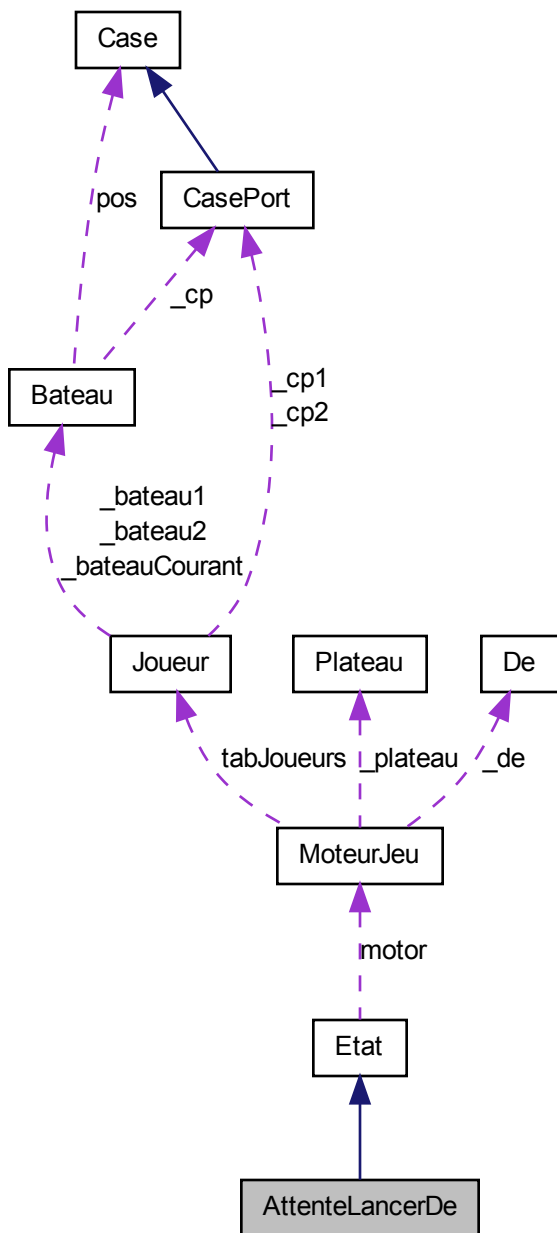 Case
pos
CasePort
_cp
Bateau
_cp1
_cp2
_bateau1
_bateau2
_bateauCourant
Joueur
Plateau
De
tabJoueurs
_plateau
_de
MoteurJeu
motor
Etat
AttenteLancerDe